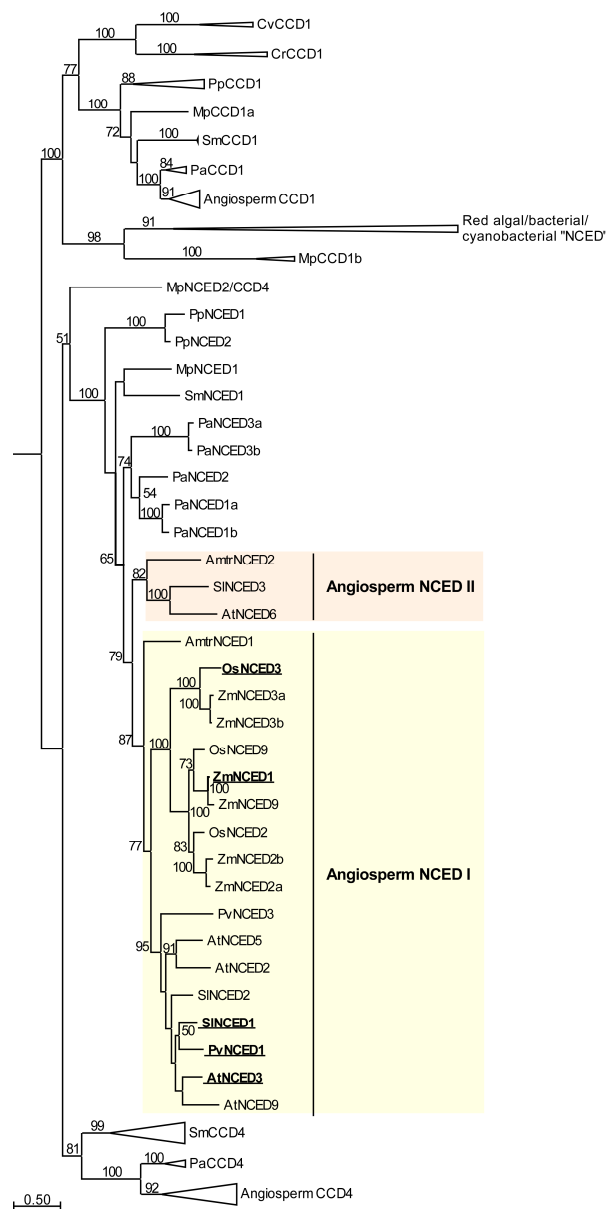 100
CvCCD1
100
100
CrCCD1
77
88
PpCCD1
100
MpCCD1a
72
100
SmCCD1
84
PaCCD1
100
100
91
Angiosperm CCD1
91
Red algal/bacterial/
cyanobacterial "NCED"
98
100
MpCCD1b
MpNCED2/CCD4
PpNCED1
100
51
PpNCED2
MpNCED1
100
SmNCED1
PaNCED3a
100
PaNCED3b
74
PaNCED2
54
PaNCED1a
100
PaNCED1b
65
AmtrNCED2
82
SlNCED3
Angiosperm NCED II
100
AtNCED6
AmtrNCED1
79
OsNCED3
100
ZmNCED3a
100
ZmNCED3b
87
100
OsNCED9
73
ZmNCED1
100
ZmNCED9
100
OsNCED2
77
83
ZmNCED2b
100
Angiosperm NCED I
ZmNCED2a
PvNCED3
95
91
AtNCED5
AtNCED2
SlNCED2
SlNCED1
50
PvNCED1
AtNCED3
AtNCED9
99
SmCCD4
81
100
PaCCD4
100
92
Angiosperm CCD4
0.50